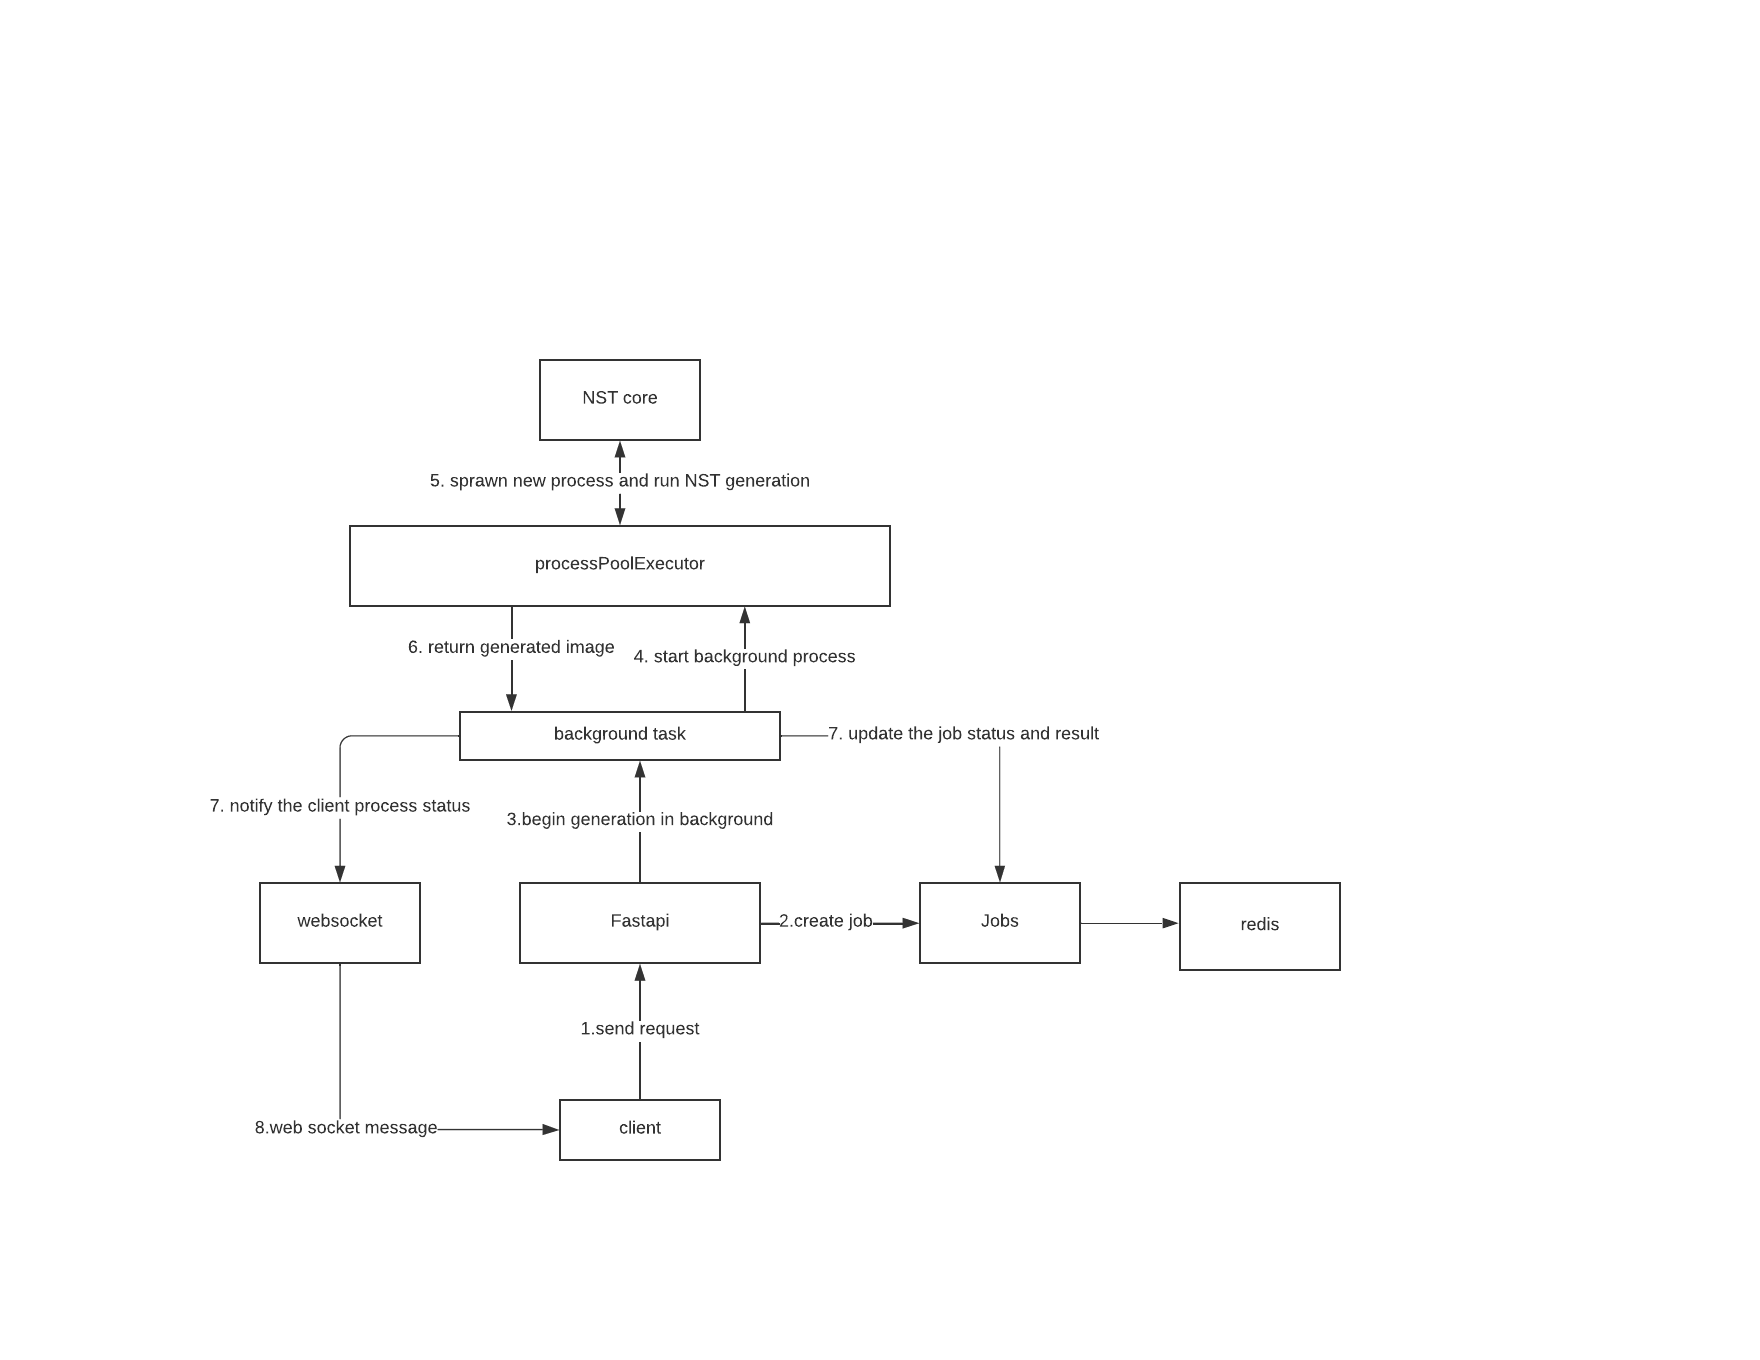 NST core
5. sprawn new process and run NST generation
processPoolExecutor
6. return generated image
4. start background process
background task
7. update the job status and result
7. notify the client process status
3.begin generation in background
websocket
Fastapi
2.create job
Jobs
redis
1.send request
8.web socket message
client